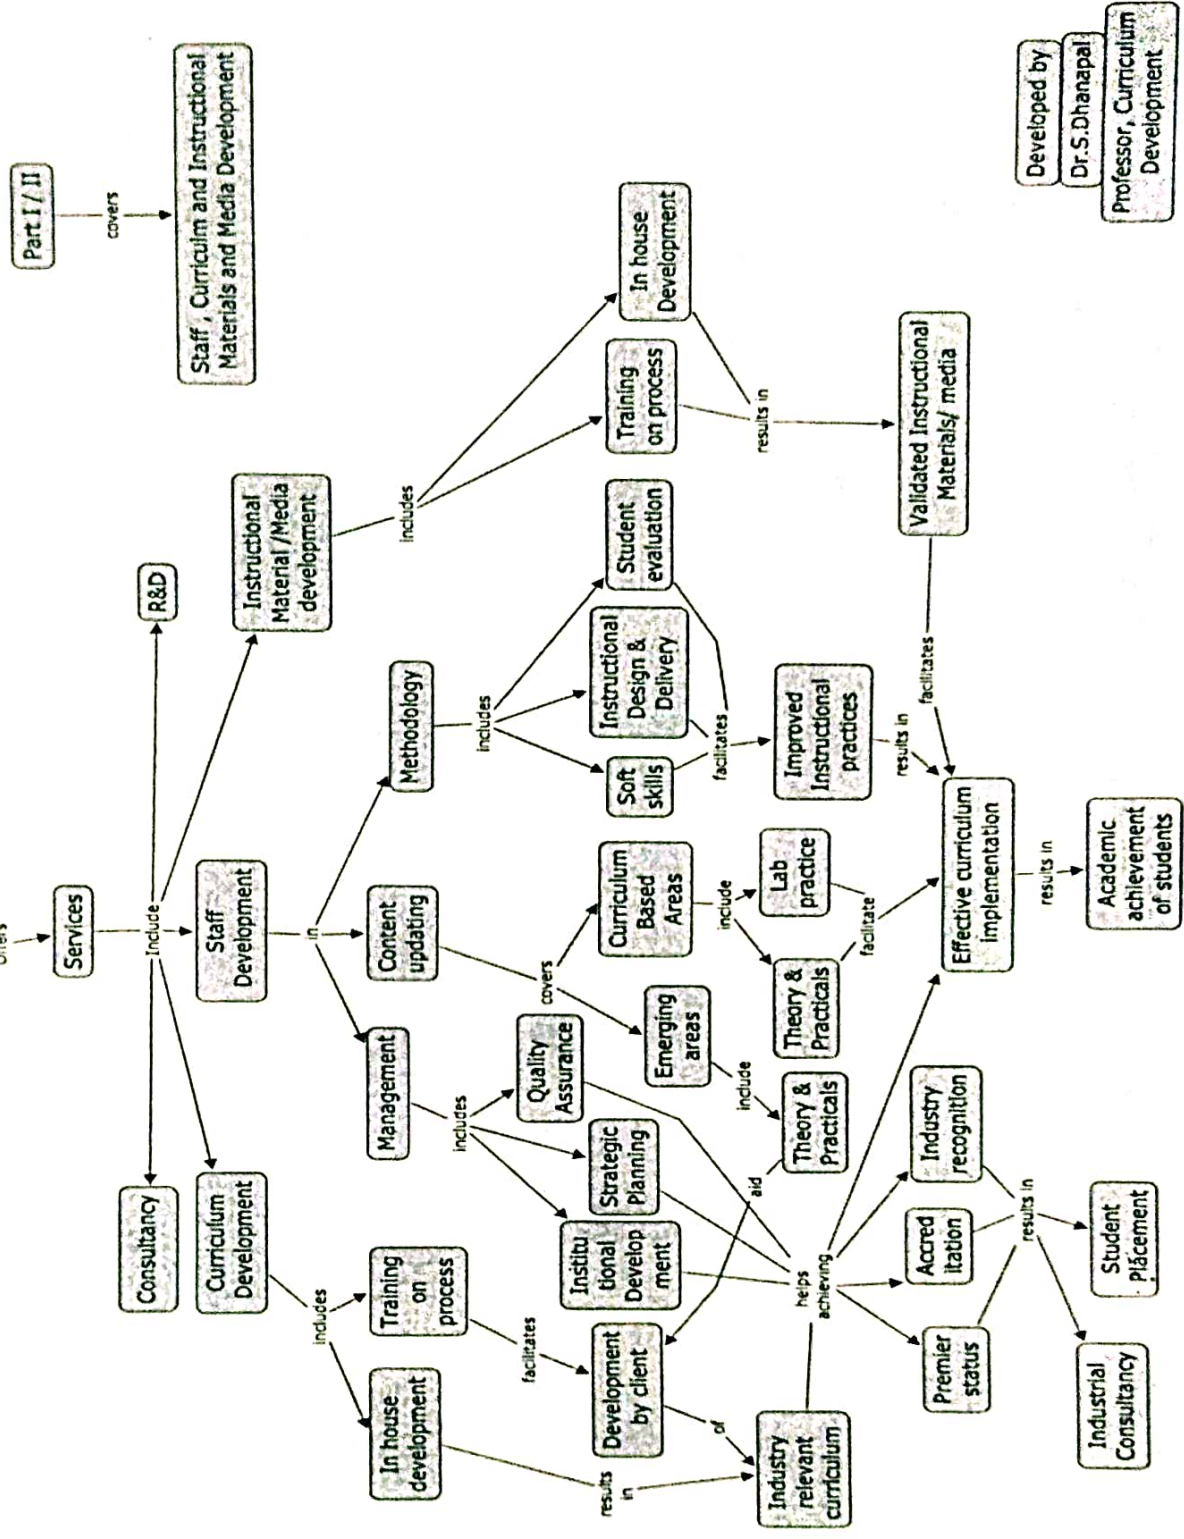 Part I / II
covers
Staff , Curriculm and Instructional
Materials and Media Development
Services
Include
Consultancy
R&D
Curriculum
Development
Staff
Development
Instructional
Material /Media
development
includes
in
includes
In house
development
Training
on
process
Management
Content
updating
Methodology
includes
covers
includes
facilitates
results
in
Quality
Assurance
Institu
tional
Develop
ment
Strategic
Planning
Development
by client
Emerging
areas
Curriculum
Based
Areas
Soft
skills
Instructional
Design &
Delivery
Student
evaluation
Training
on process
In house
Development
of
aid
include
include
facilitates
results in
Industry
relevant
curriculum
Theory &
Practicals
Theory &
Practicals
Lab
practice
Improved
Instructional
practices
helps
achieving
facilitate
results in
facilitates
Validated Instructional
Materials/ media
Premier
status
Accred
itation
Industry
recognition
Effective curriculum
implementation
results in
results in
Industrial
Consultancy
Student
Placement
Academic
achievement
of students
Developed by
Dr.S.Dhanapal
Professor, Curriculum
Development